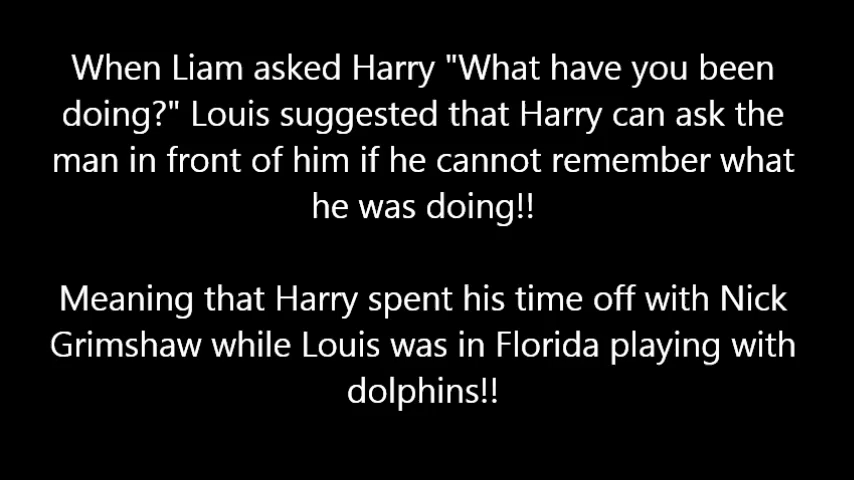 When Liam asked Harry "What have you been
doing?" Louis suggested that Harry can ask the
man in front of him if he cannot remember what
he was doing!!
Meaning that Harry spent his time off with Nick
Grimshaw while Louis was in Florida playing with
dolphins!!